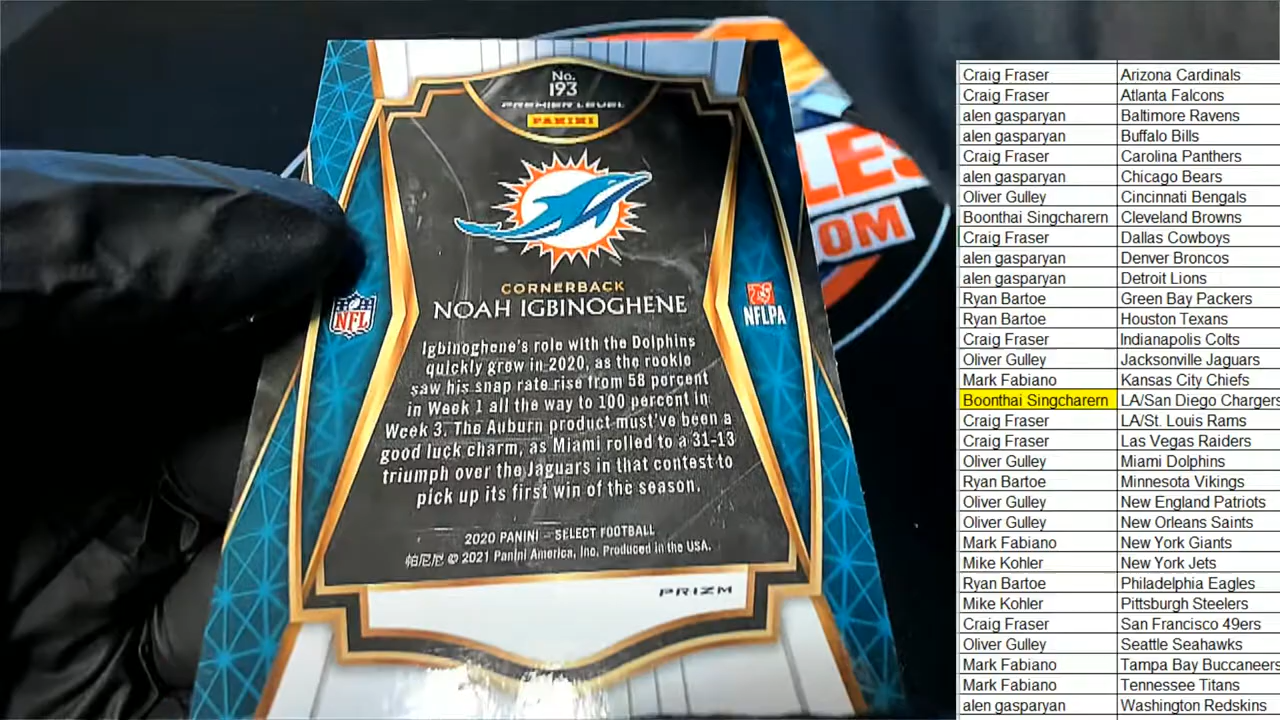 No.
193
PREMIER LEVEL
PANINI
CORNERBACK
NOAH IGBINOGHENE
NFL
NFLPA
Igbinoghene's role with the Dolphins
quickly grew in 2020, as the rookie
saw his snap rate rise from 58 percent
in Week 1 all the way to 100 percent in
Week 3. The Auburn product must've been a
good luck charm, as Miami rolled to a 31-13
triumph over the Jaguars in that contest to
pick up its first win of the season.
2020 PANINI – SELECT FOOTBALL
帕尼尼 © 2021 Panini America, Inc. Produced in the USA.
PRIZM
LES
OM
Craig Fraser Arizona Cardinals
Craig Fraser Atlanta Falcons
alen gasparyan Baltimore Ravens
alen gasparyan Buffalo Bills
Craig Fraser Carolina Panthers
alen gasparyan Chicago Bears
Oliver Gulley Cincinnati Bengals
Boonthai Singcharern Cleveland Browns
Craig Fraser Dallas Cowboys
alen gasparyan Denver Broncos
alen gasparyan Detroit Lions
Ryan Bartoe Green Bay Packers
Ryan Bartoe Houston Texans
Craig Fraser Indianapolis Colts
Oliver Gulley Jacksonville Jaguars
Mark Fabiano Kansas City Chiefs
Boonthai Singcharern LA/San Diego Chargers
Craig Fraser LA/St. Louis Rams
Craig Fraser Las Vegas Raiders
Oliver Gulley Miami Dolphins
Ryan Bartoe Minnesota Vikings
Oliver Gulley New England Patriots
Oliver Gulley New Orleans Saints
Mark Fabiano New York Giants
Mike Kohler New York Jets
Ryan Bartoe Philadelphia Eagles
Mike Kohler Pittsburgh Steelers
Craig Fraser San Francisco 49ers
Oliver Gulley Seattle Seahawks
Mark Fabiano Tampa Bay Buccaneers
Mark Fabiano Tennessee Titans
alen gasparyan Washington Redskins